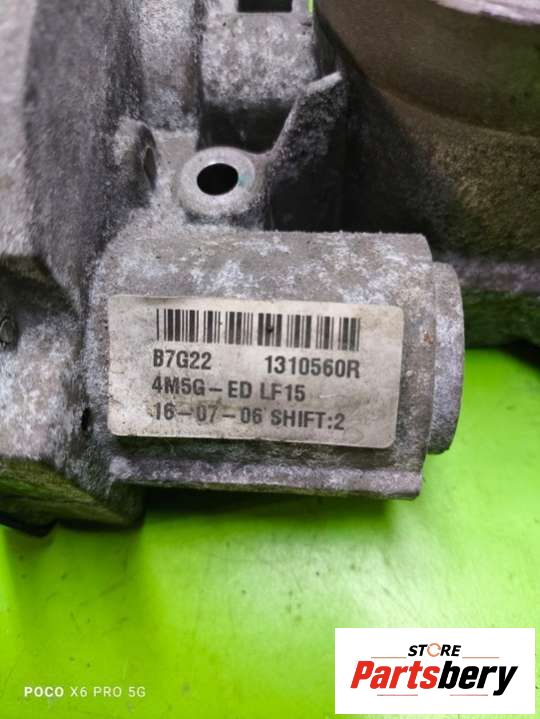 B7G22 1310560R
4M5G-ED LF15
16-07-06 SHIFT:2
STORE
Partsbery
POCO X6 PRO 5G